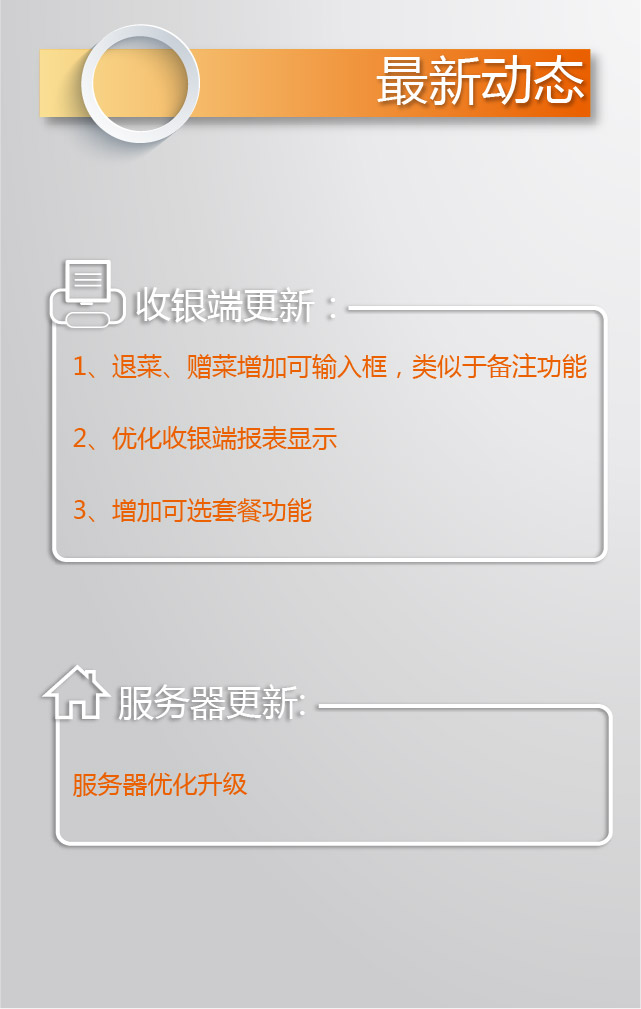 最新动态
收银端更新：
1、退菜、赠菜增加可输入框，类似于备注功能
2、优化收银端报表显示
3、增加可选套餐功能
服务器更新:
服务器优化升级